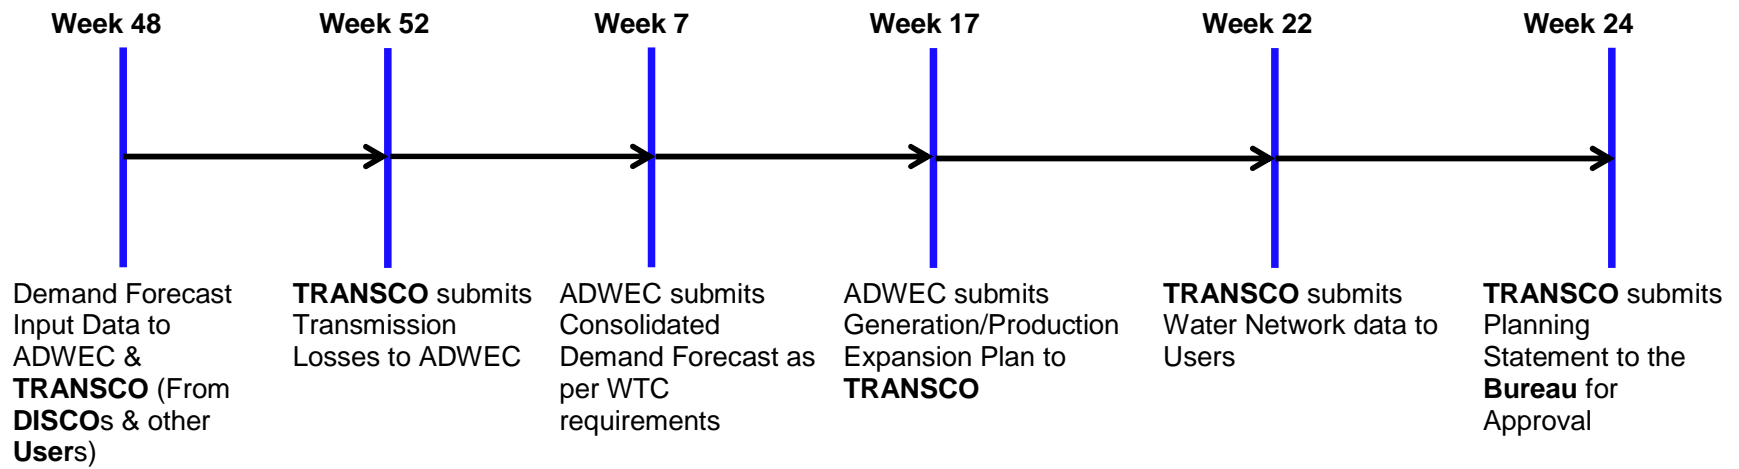 Week 48
Week 52
Week 7
Week 17
Week 22
Week 24
Demand Forecast
Input Data to
ADWEC &
TRANSCO (From
DISCOs & other
Users)
TRANSCO submits
Transmission
Losses to ADWEC
ADWEC submits
Consolidated
Demand Forecast as
per WTC
requirements
ADWEC submits
Generation/Production
Expansion Plan to
TRANSCO
TRANSCO submits
Water Network data to
Users
TRANSCO submits
Planning
Statement to the
Bureau for
Approval